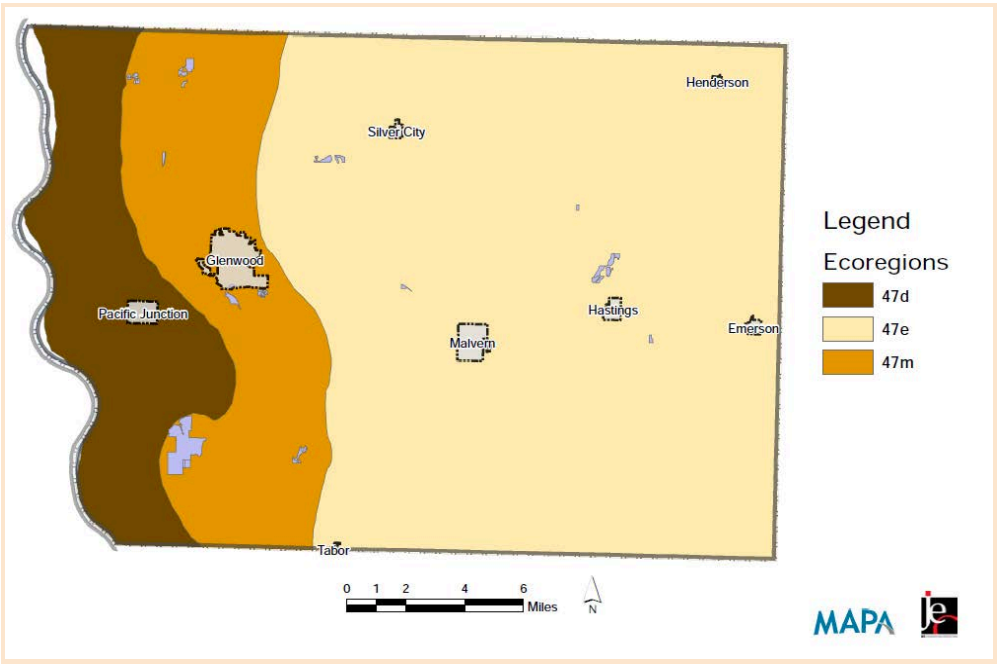 Henderson
Silver City
Glenwood
Pacific Junction
Hastings
Emerson
Malvern
Tabor
Legend
Ecoregions
47d
47e
47m
0 1 2 4 6
Miles
N
MAPA
je